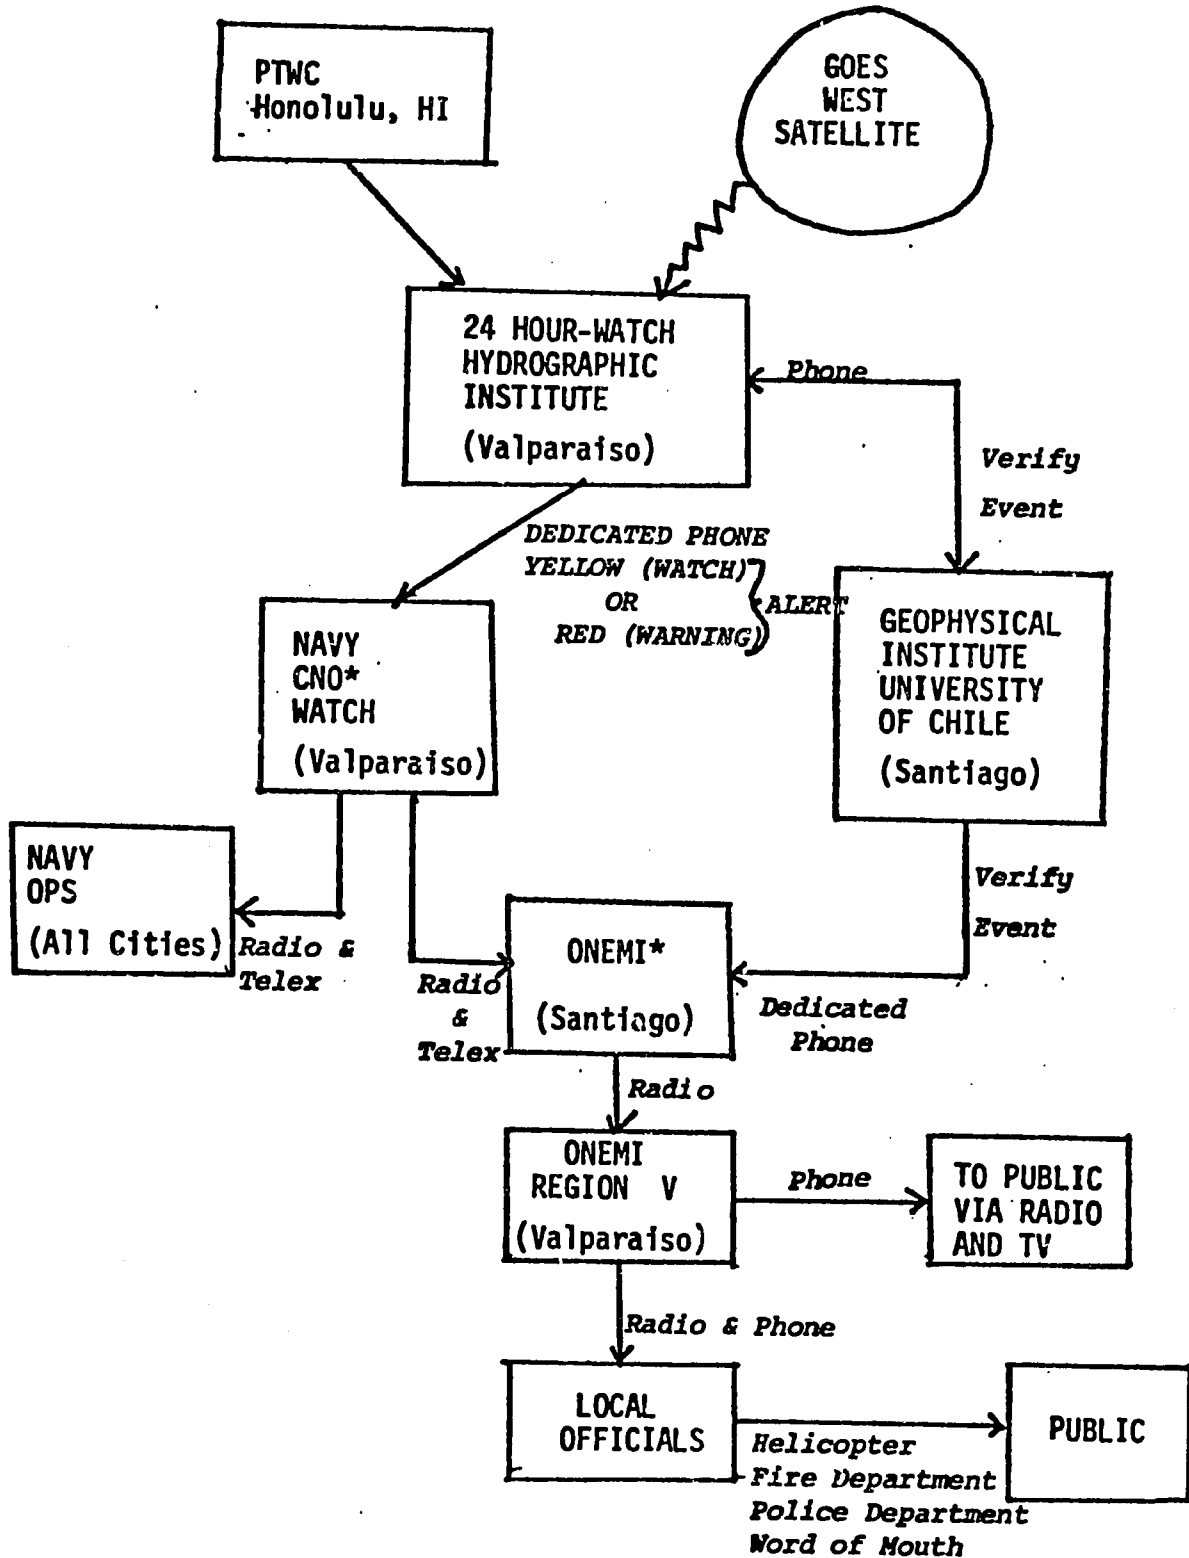 PTWC
Honolulu, HI
GOES
WEST
SATELLITE
24 HOUR-WATCH
HYDROGRAPHIC
INSTITUTE
(Valparaiso)
Phone
Verify
Event
DEDICATED PHONE
YELLOW (WATCH)
OR
RED (WARNING)
ALERT
NAVY
CNO*
WATCH
(Valparaiso)
GEOPHYSICAL
INSTITUTE
UNIVERSITY
OF CHILE
(Santiago)
NAVY
OPS
(All Cities)
Radio &
Telex
Radio
&
Telex
ONEMI*
(Santiago)
Verify
Event
Dedicated
Phone
Radio
ONEMI
REGION V
(Valparaiso)
Phone
TO PUBLIC
VIA RADIO
AND TV
Radio & Phone
LOCAL
OFFICIALS
Helicopter
Fire Department
Police Department
Word of Mouth
PUBLIC